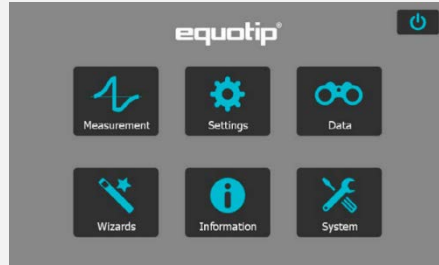 equotip®
Measurement
Settings
Data
Wizards
Information
System